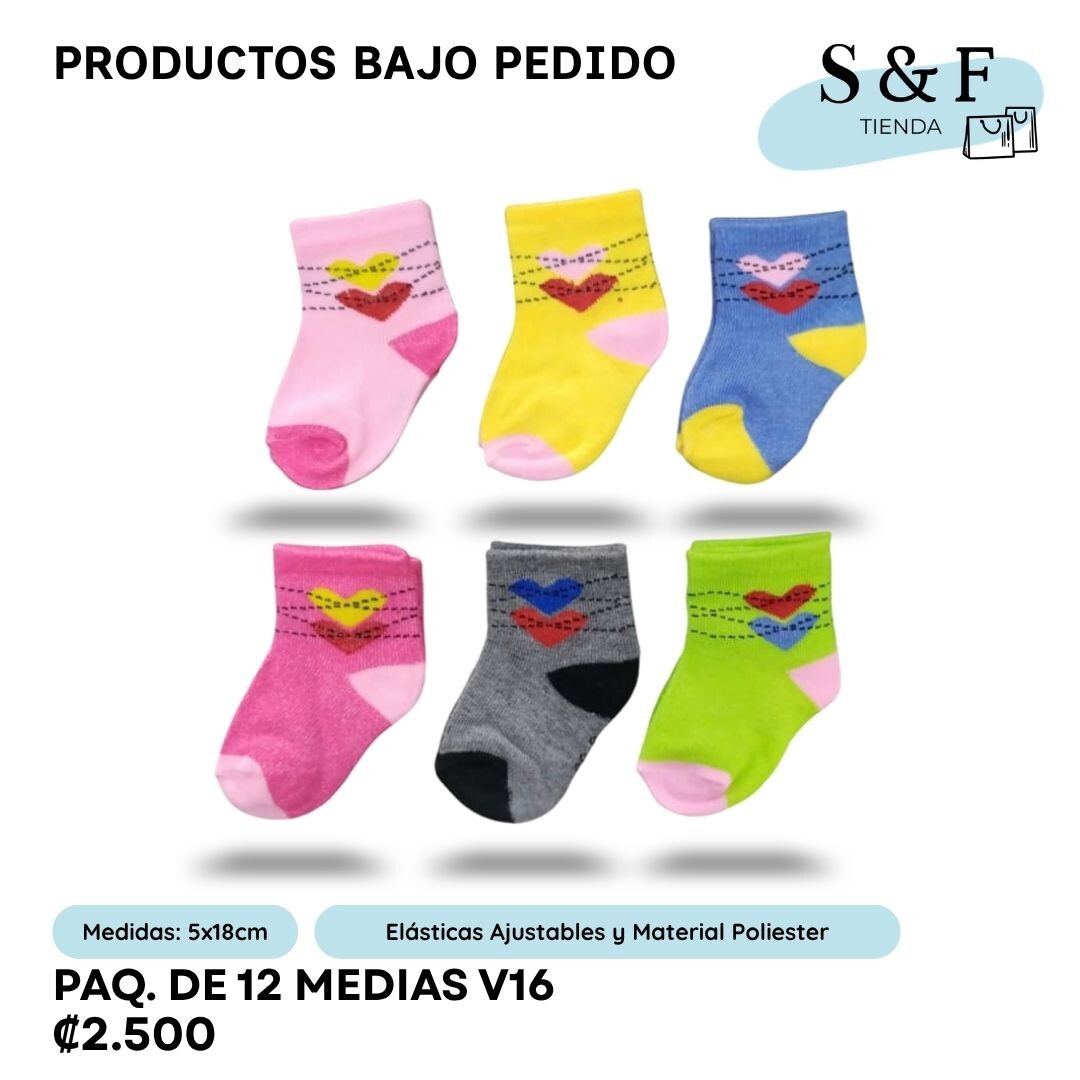 PRODUCTOS BAJO PEDIDO
S & F
TIENDA
Medidas: 5x18cm
Elásticas Ajustables y Material Poliester
PAQ. DE 12 MEDIAS V16
₡2.500